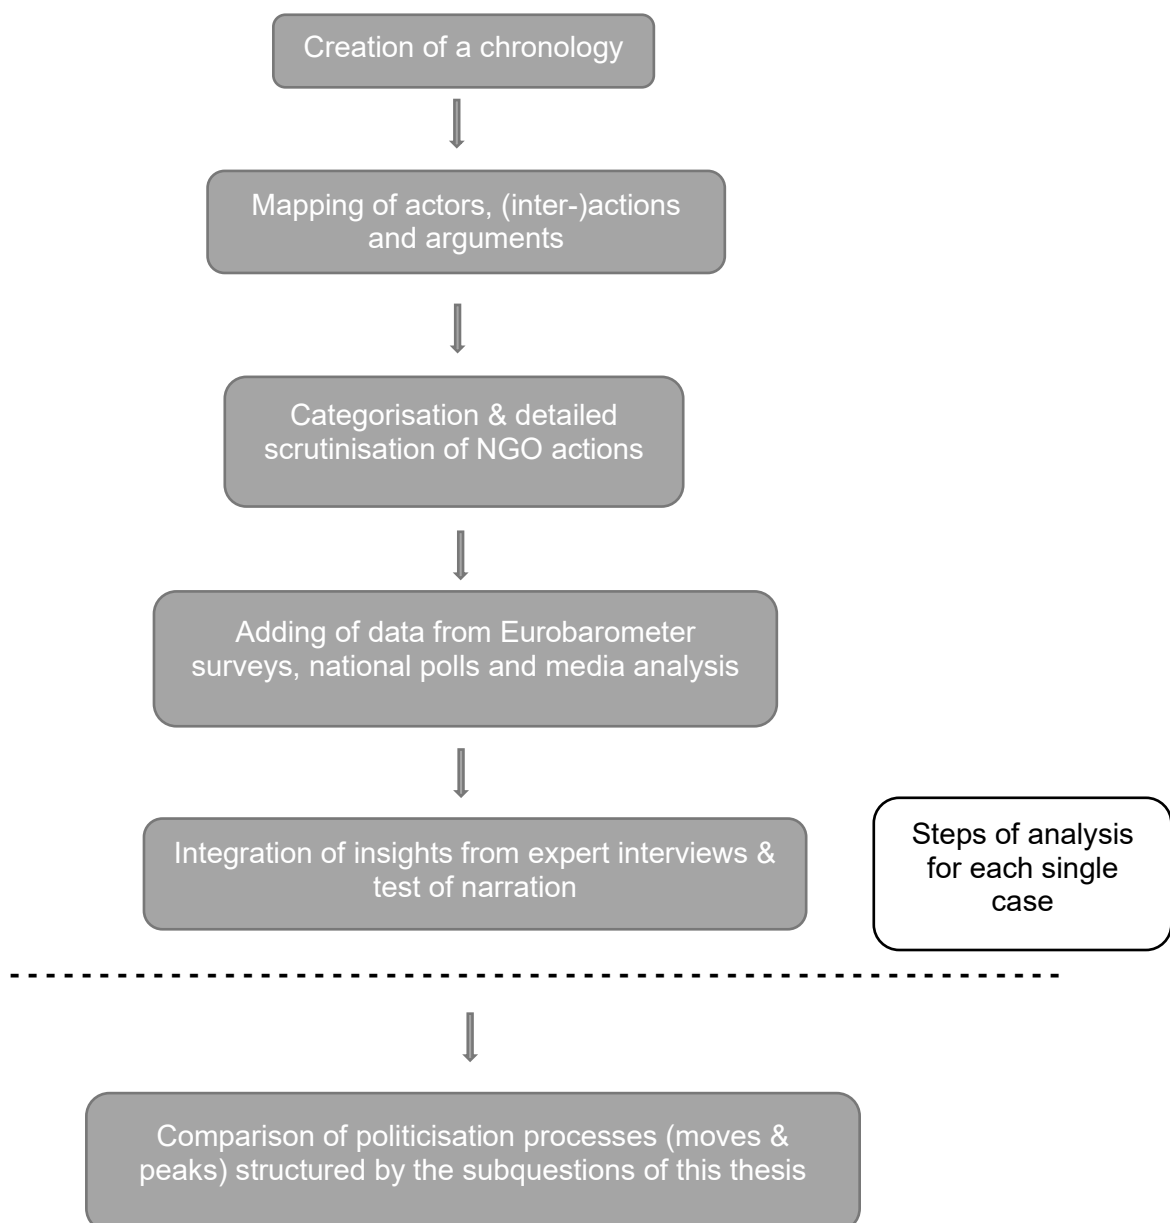 Creation of a chronology
Mapping of actors, (inter-)actions
and arguments
Categorisation & detailed
scrutinisation of NGO actions
Adding of data from Eurobarometer
surveys, national polls and media analysis
Integration of insights from expert interviews &
test of narration
Steps of analysis
for each single
case
Comparison of politicisation processes (moves &
peaks) structured by the subquestions of this thesis